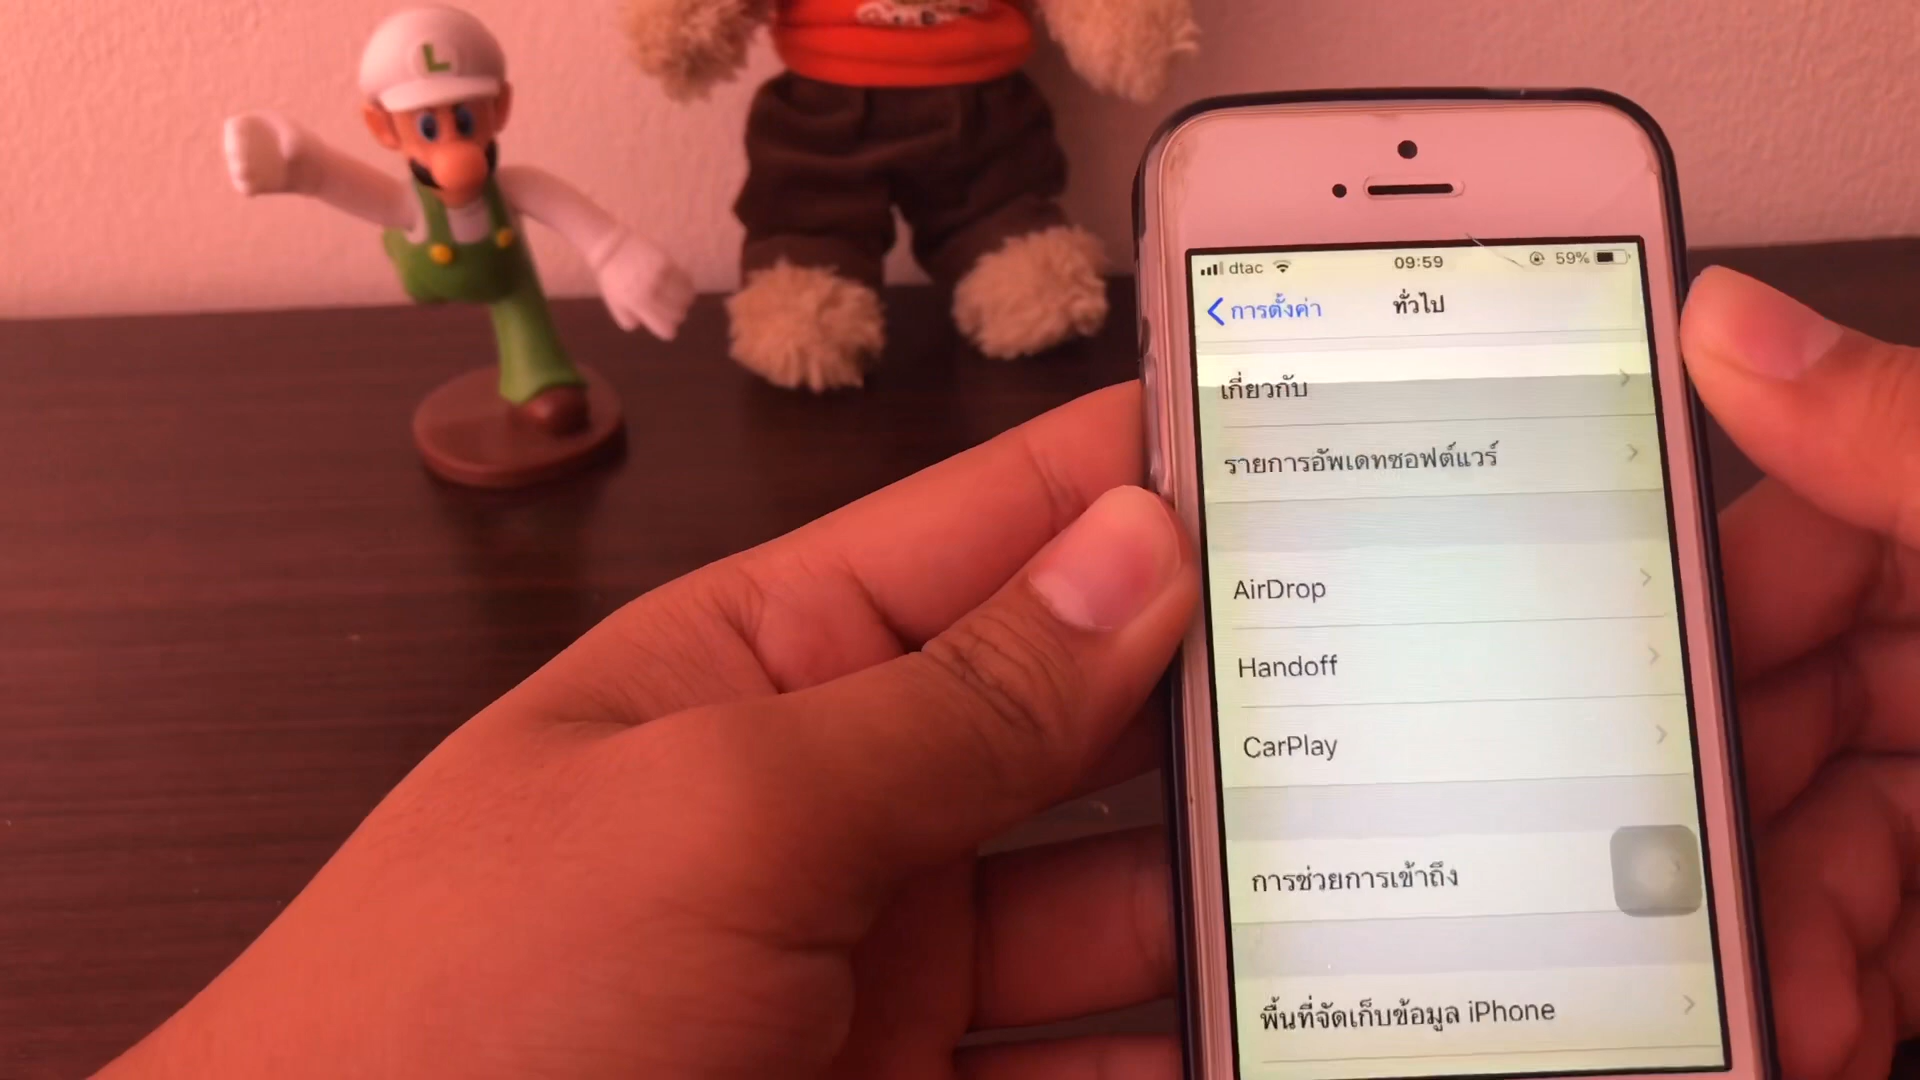 L
dtac 09:59 59%
การตั้งค่า ทั่วไป
เกี่ยวกับ
รายการอัพเดทซอฟต์แวร์
AirDrop
Handoff
CarPlay
การช่วยการเข้าถึง
พื้นที่จัดเก็บข้อมูล iPhone